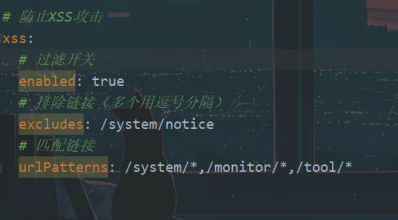 # 防止XSS攻击
xss:
# 过滤开关
enabled: true
# 排除链接（多个用逗号分隔）
excludes: /system/notice
# 匹配链接
urlPatterns: /system/*,/monitor/*,/tool/*